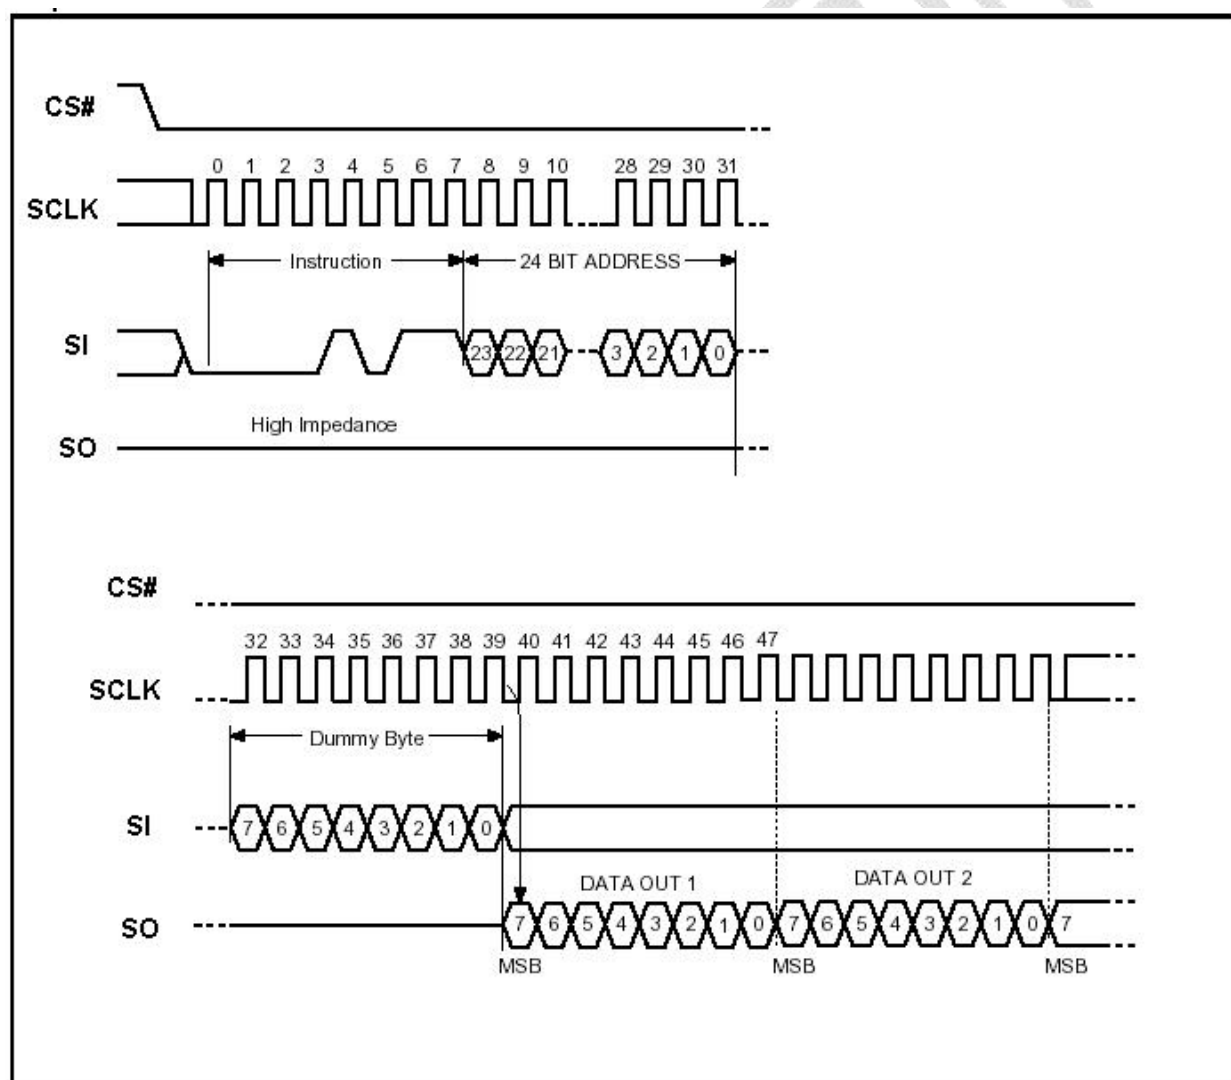 CS#
0 1 2 3 4 5 6 7 8 9 10 28 29 30 31
SCLK
Instruction 24 BIT ADDRESS
SI 23 22 21 3 2 1 0
High Impedance
SO
CS#
32 33 34 35 36 37 38 39 40 41 42 43 44 45 46 47
SCLK
Dummy Byte
SI 7 6 5 4 3 2 1 0
DATA OUT 1 DATA OUT 2
SO 7 6 5 4 3 2 1 0 7 6 5 4 3 2 1 0 7
MSB MSB MSB